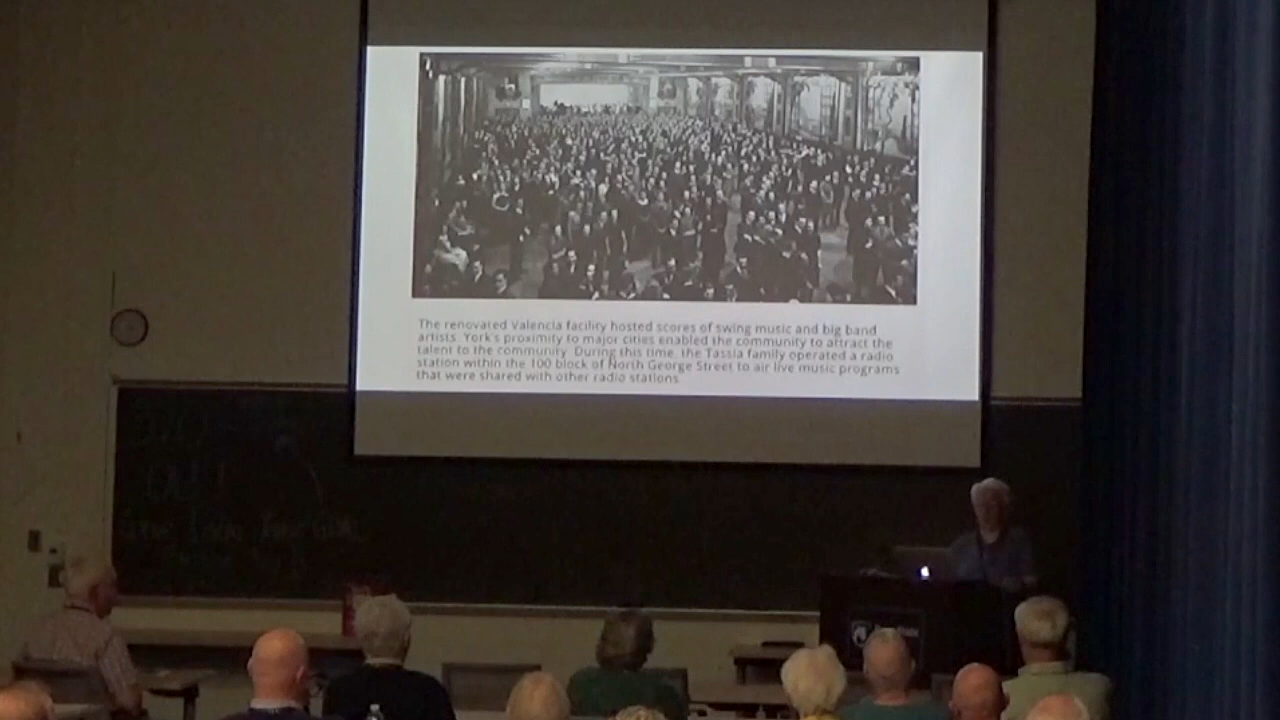 The renovated Valencia facility hosted scores of swing music and big band
artists. York's proximity to major cities enabled the community to attract the
talent to the community. During this time, the Tassia family operated a radio
station within the 100 block of North George Street to air live music programs
that were shared with other radio stations.